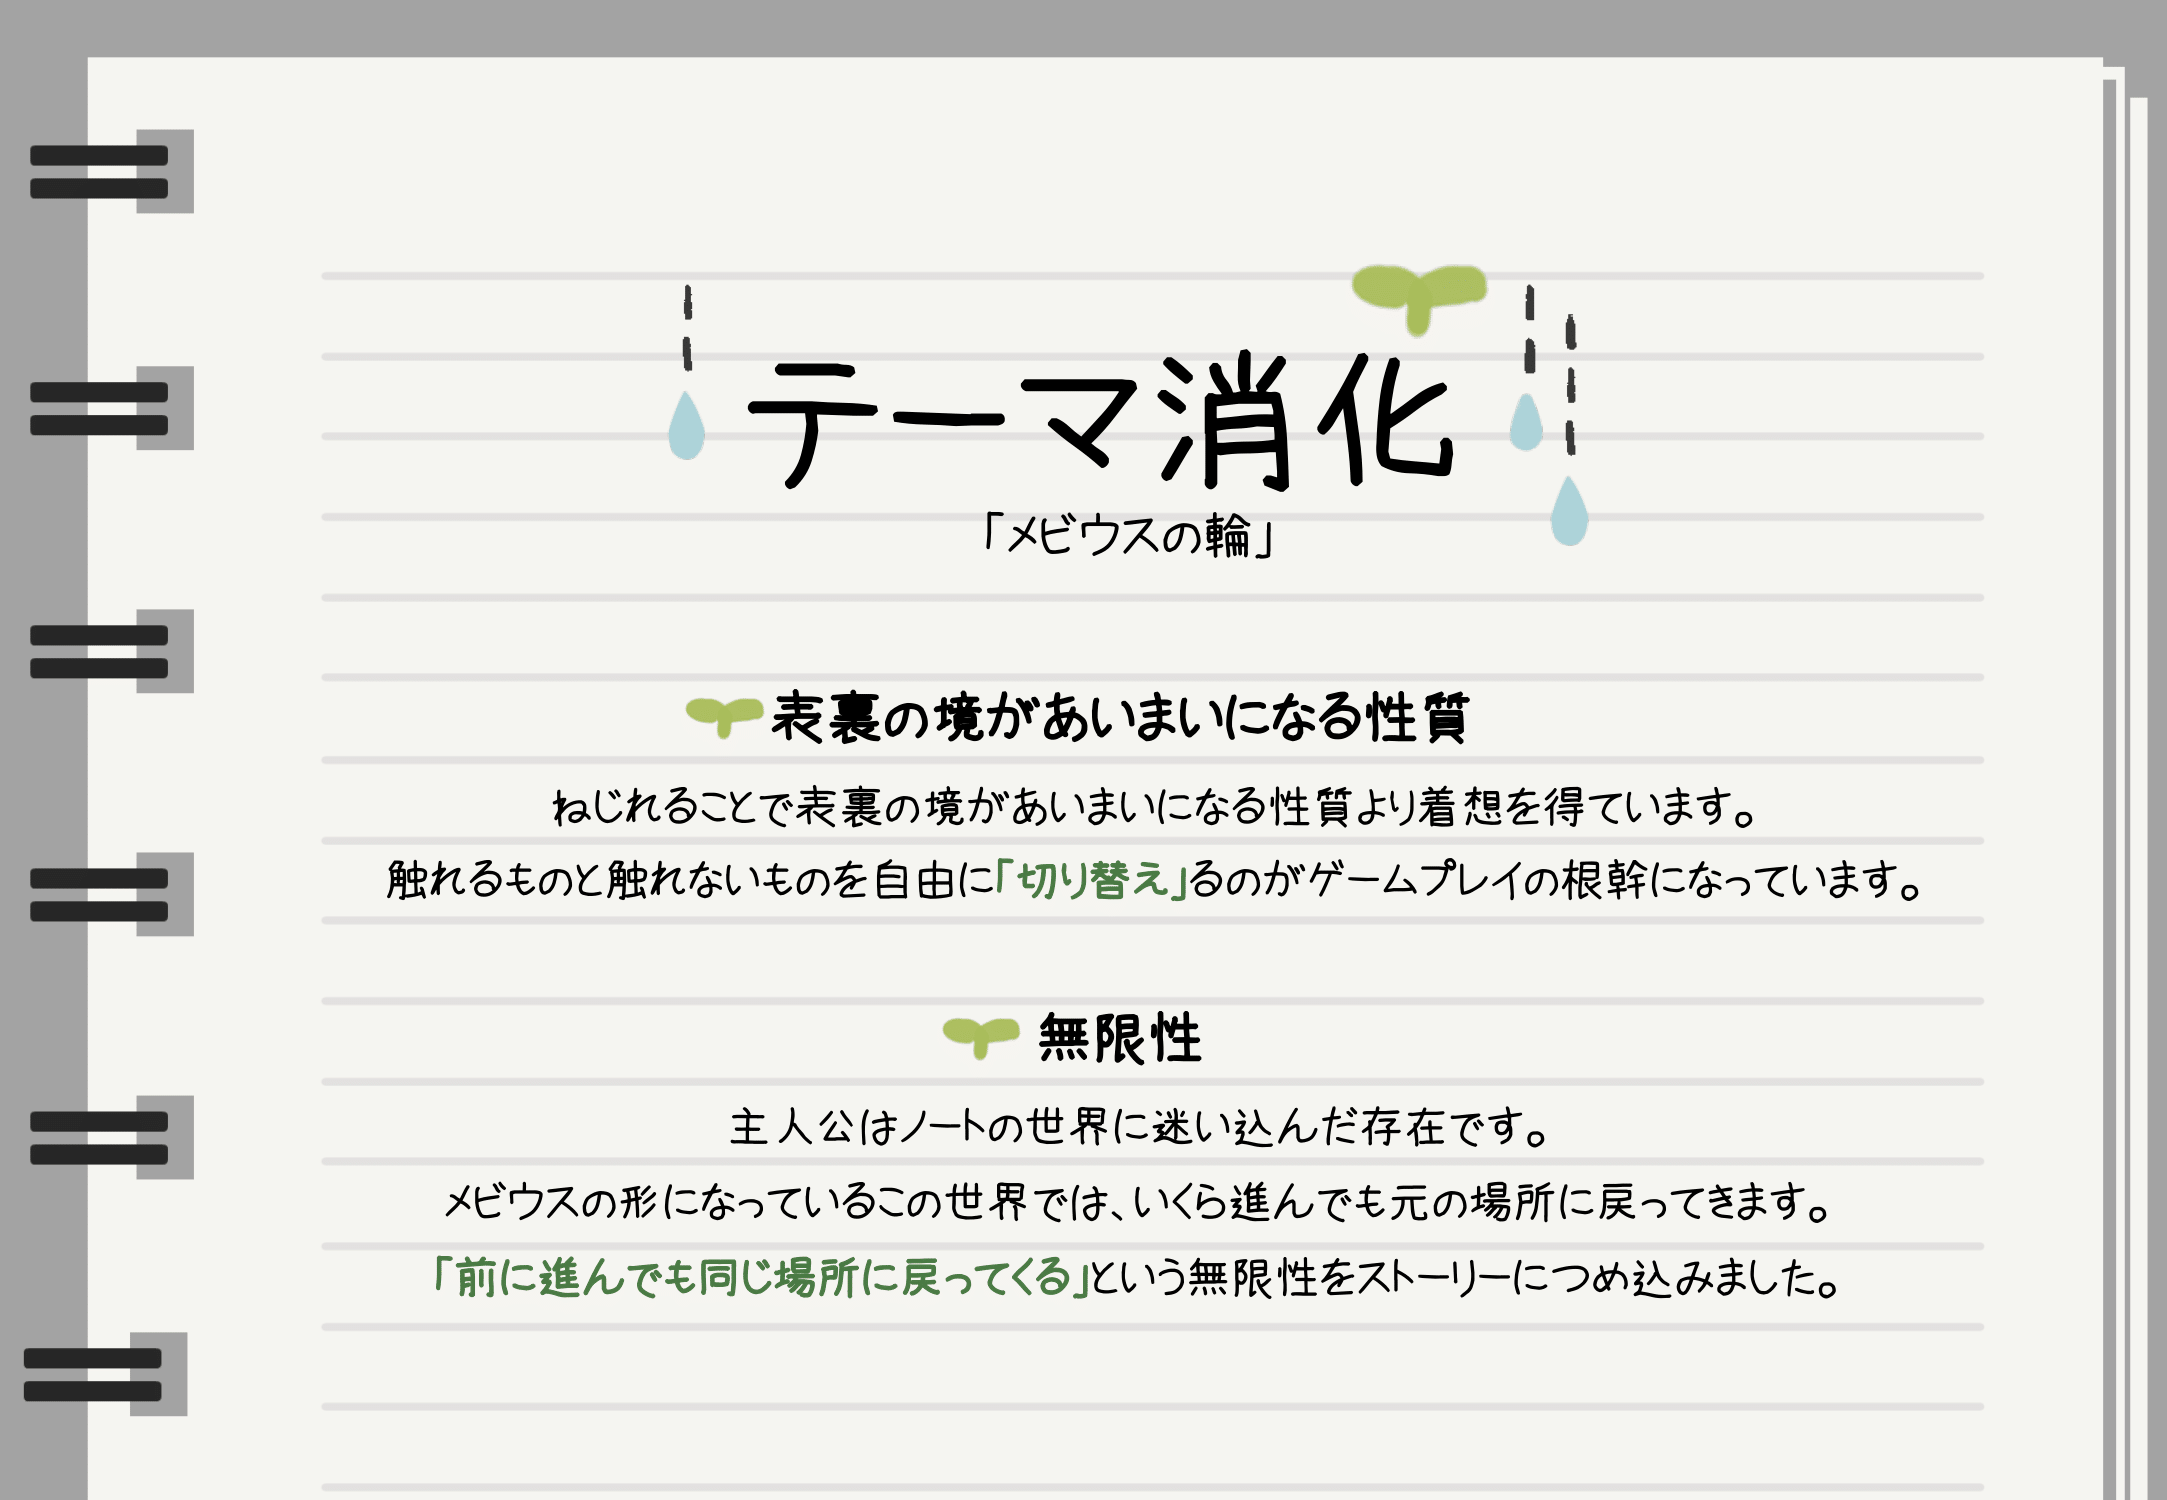 テーマ消化
「メビウスの輪」
表裏の境があいまいになる性質
ねじれることで表裏の境があいまいになる性質より着想を得ています。
触れるものと触れないものを自由に「切り替え」るのがゲームプレイの根幹になっています。
無限性
主人公はノートの世界に迷い込んだ存在です。
メビウスの形になっているこの世界では、いくら進んでも元の場所に戻ってきます。
「前に進んでも同じ場所に戻ってくる」という無限性をストーリーにつめ込みました。